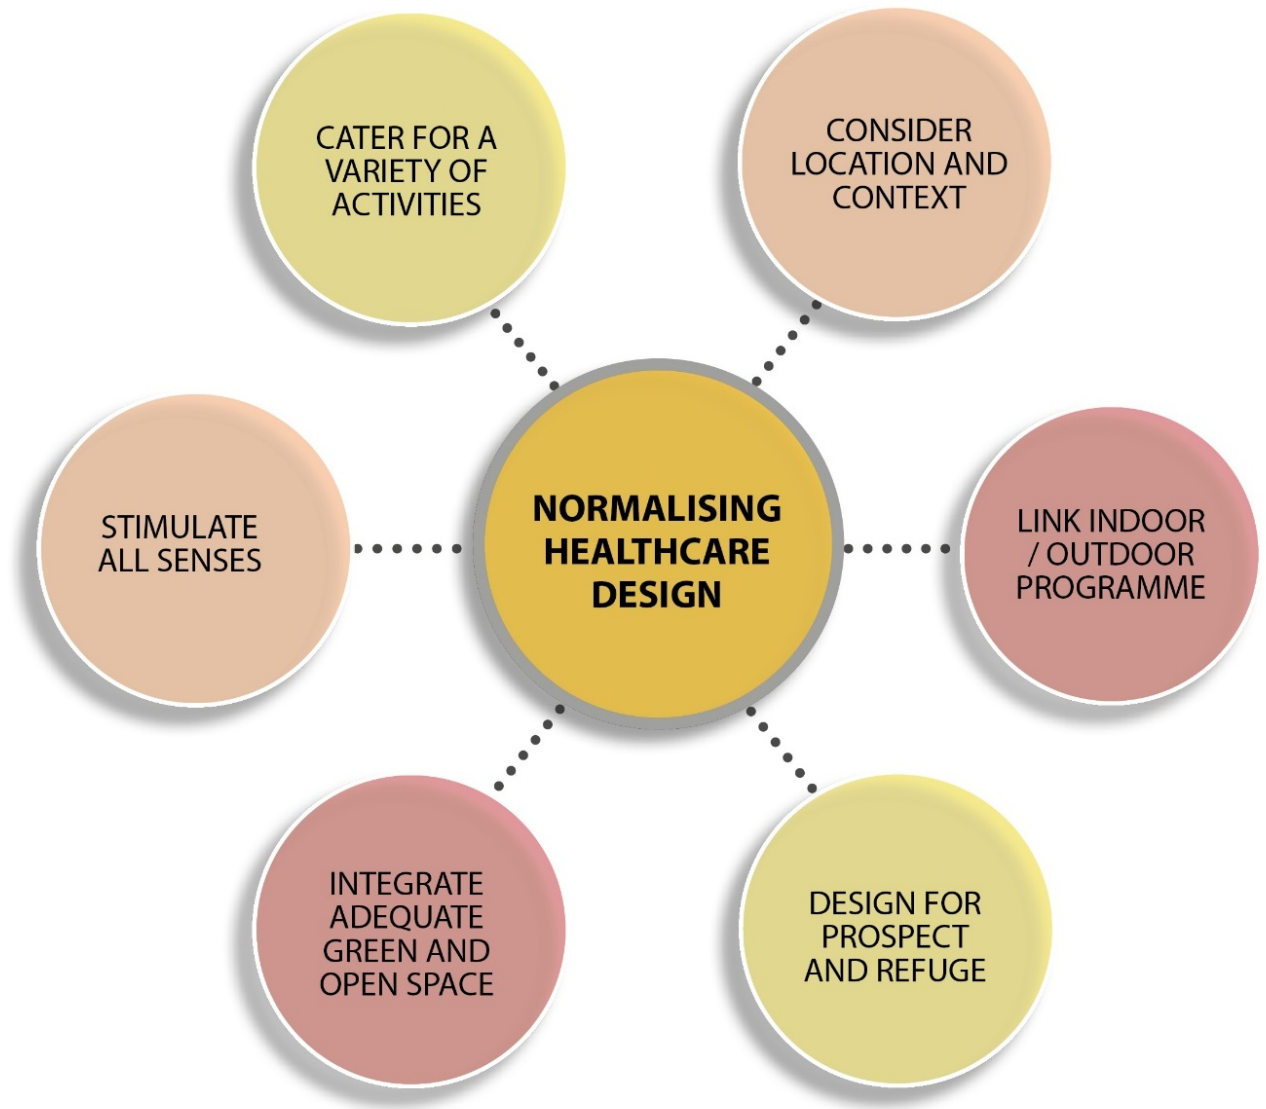 CATER FOR A
VARIETY OF
ACTIVITIES
CONSIDER
LOCATION AND
CONTEXT
STIMULATE
ALL SENSES
NORMALISING
HEALTHCARE
DESIGN
LINK INDOOR
/ OUTDOOR
PROGRAMME
INTEGRATE
ADEQUATE
GREEN AND
OPEN SPACE
DESIGN FOR
PROSPECT
AND REFUGE